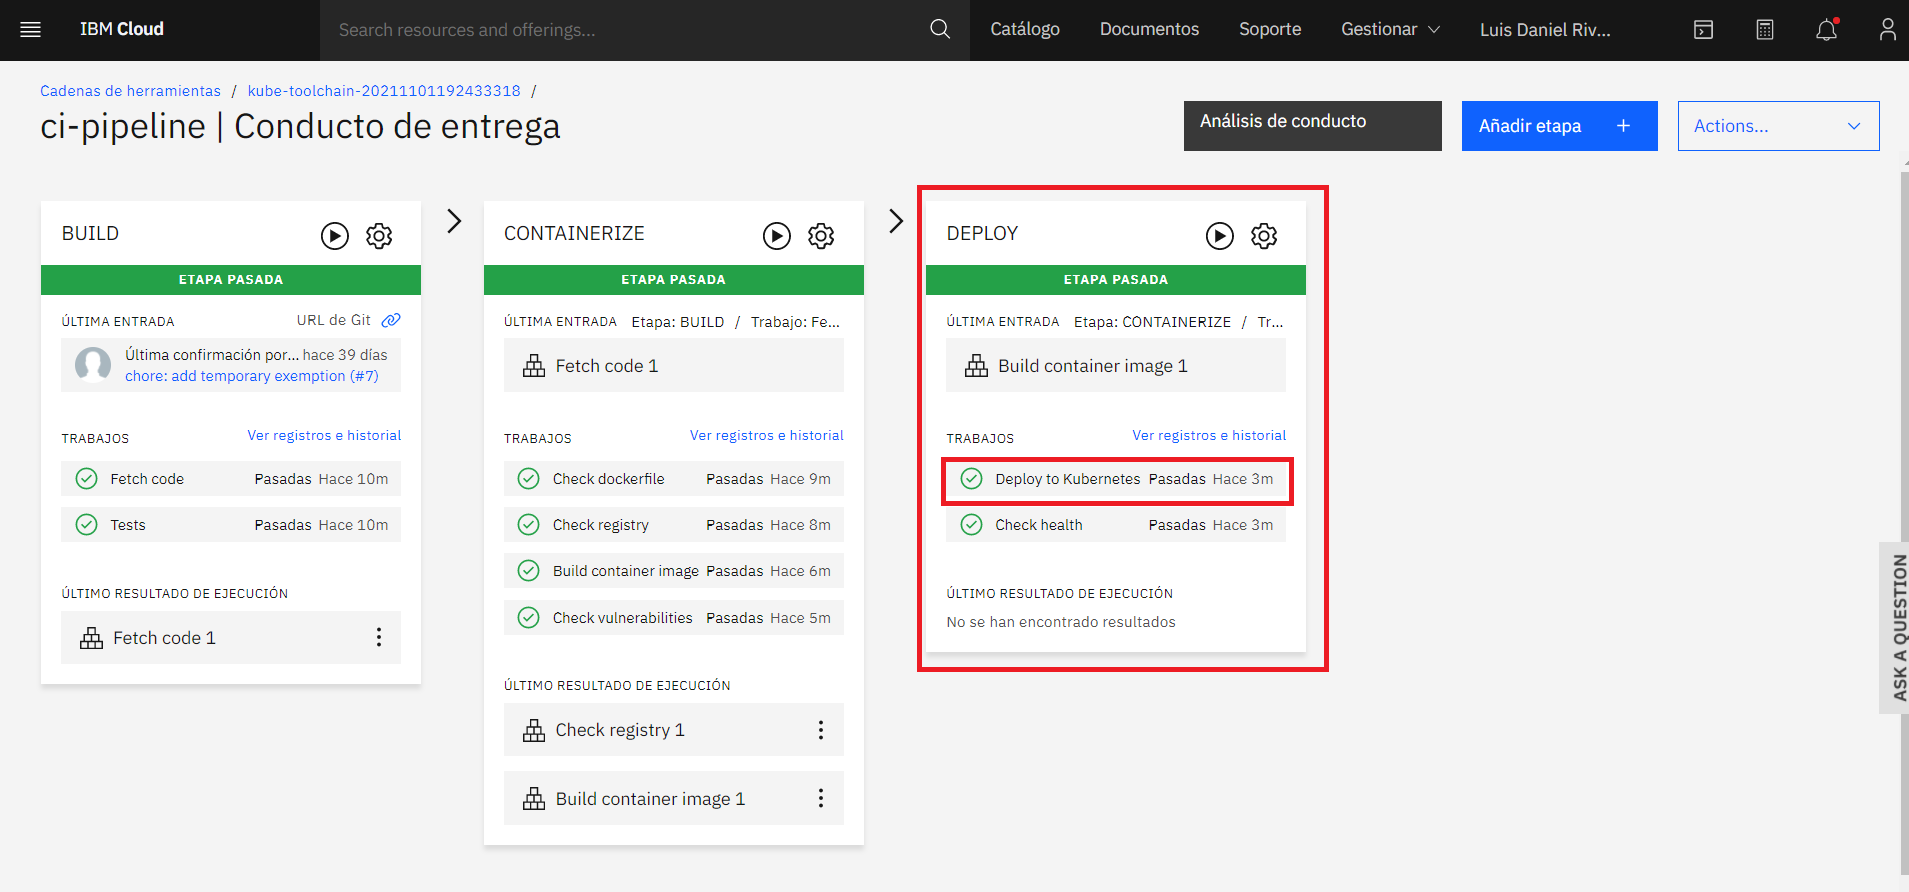 IBM Cloud
Search resources and offerings...
Catálogo
Documentos
Soporte
Gestionar
Luis Daniel Riv...
Cadenas de herramientas / kube-toolchain-20211101192433318 /
ci-pipeline | Conducto de entrega
Análisis de conducto
Añadir etapa
Actions...
BUILD
ETAPA PASADA
ÚLTIMA ENTRADA URL de Git
Última confirmación por... hace 39 días
chore: add temporary exemption (#7)
TRABAJOS Ver registros e historial
Fetch code Pasadas Hace 10m
Tests Pasadas Hace 10m
ÚLTIMO RESULTADO DE EJECUCIÓN
Fetch code 1
CONTAINERIZE
ETAPA PASADA
ÚLTIMA ENTRADA Etapa: BUILD / Trabajo: Fe...
Fetch code 1
TRABAJOS Ver registros e historial
Check dockerfile Pasadas Hace 9m
Check registry Pasadas Hace 8m
Build container image Pasadas Hace 6m
Check vulnerabilities Pasadas Hace 5m
ÚLTIMO RESULTADO DE EJECUCIÓN
Check registry 1
Build container image 1
DEPLOY
ETAPA PASADA
ÚLTIMA ENTRADA Etapa: CONTAINERIZE / Tr...
Build container image 1
TRABAJOS Ver registros e historial
Deploy to Kubernetes Pasadas Hace 3m
Check health Pasadas Hace 3m
ÚLTIMO RESULTADO DE EJECUCIÓN
No se han encontrado resultados
ASK A QUESTION